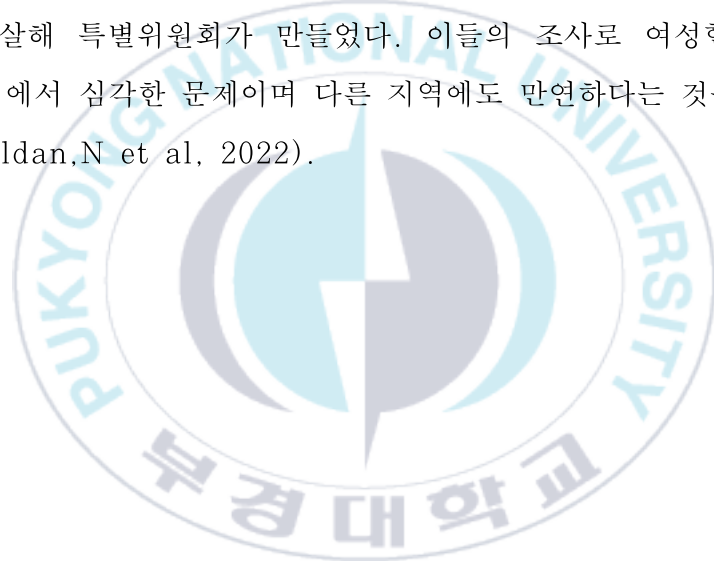 살해 특별위원회가 만들었다. 이들의 조사로 여성
에서 심각한 문제이며 다른 지역에도 만연하다는 것
ldan,N et al, 2022).
PUKYONG NATIONAL UNIVERSITY
부경대학교